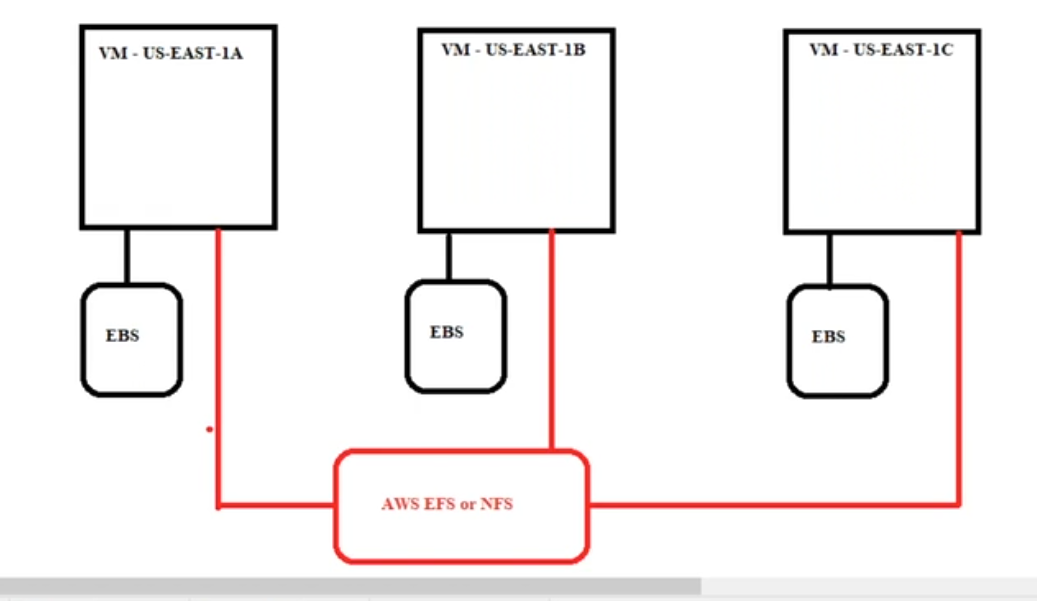 VM - US-EAST-1A
VM - US-EAST-1B
VM - US-EAST-1C
EBS
EBS
EBS
AWS EFS or NFS